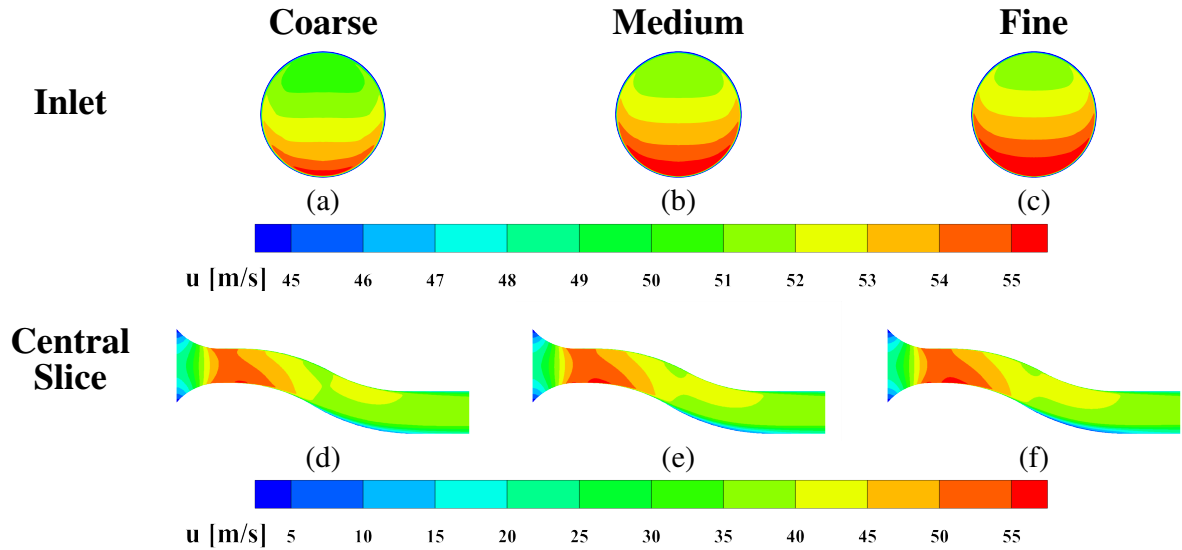 Coarse Medium Fine
Inlet
(a) (b) (c)
u [m/s] 45 46 47 48 49 50 51 52 53 54 55
Central
Slice
(d) (e) (f)
u [m/s] 5 10 15 20 25 30 35 40 45 50 55